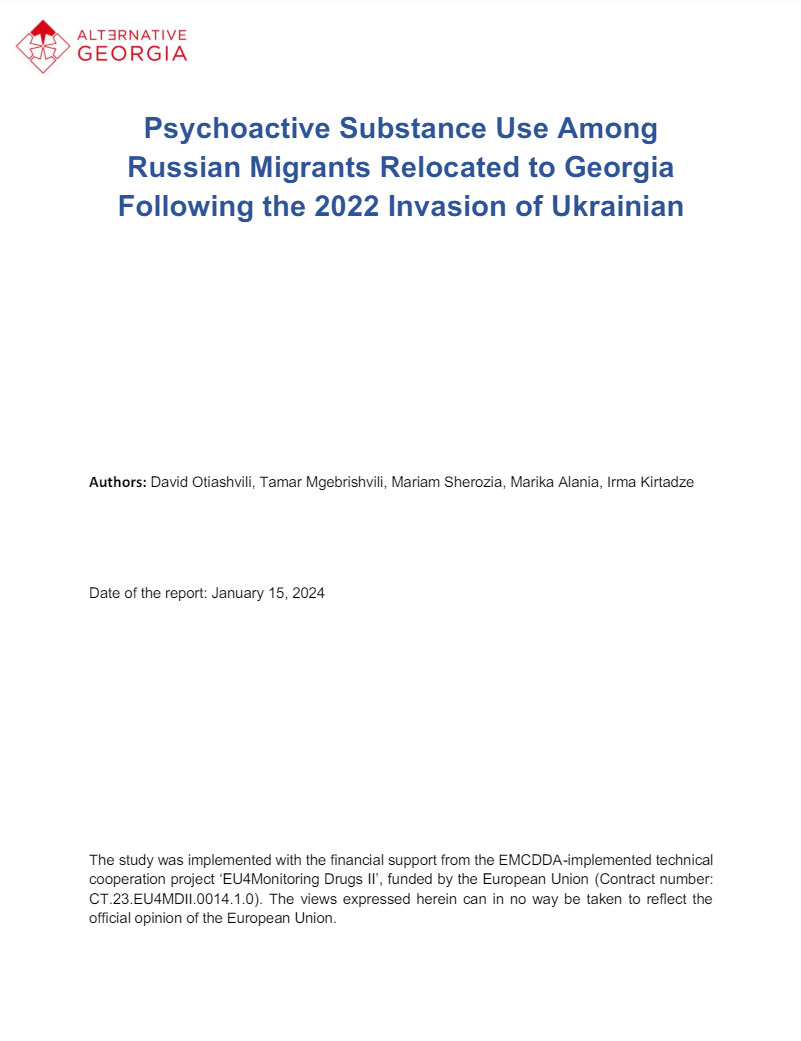 ALTERNATIVE
GEORGIA
Psychoactive Substance Use Among
Russian Migrants Relocated to Georgia
Following the 2022 Invasion of Ukrainian
Authors: David Otiashvili, Tamar Mgebrishvili, Mariam Sherozia, Marika Alania, Irma Kirtadze
Date of the report: January 15, 2024
The study was implemented with the financial support from the EMCDDA-implemented technical
cooperation project ‘EU4Monitoring Drugs II’, funded by the European Union (Contract number:
CT.23.EU4MDII.0014.1.0). The views expressed herein can in no way be taken to reflect the
official opinion of the European Union.